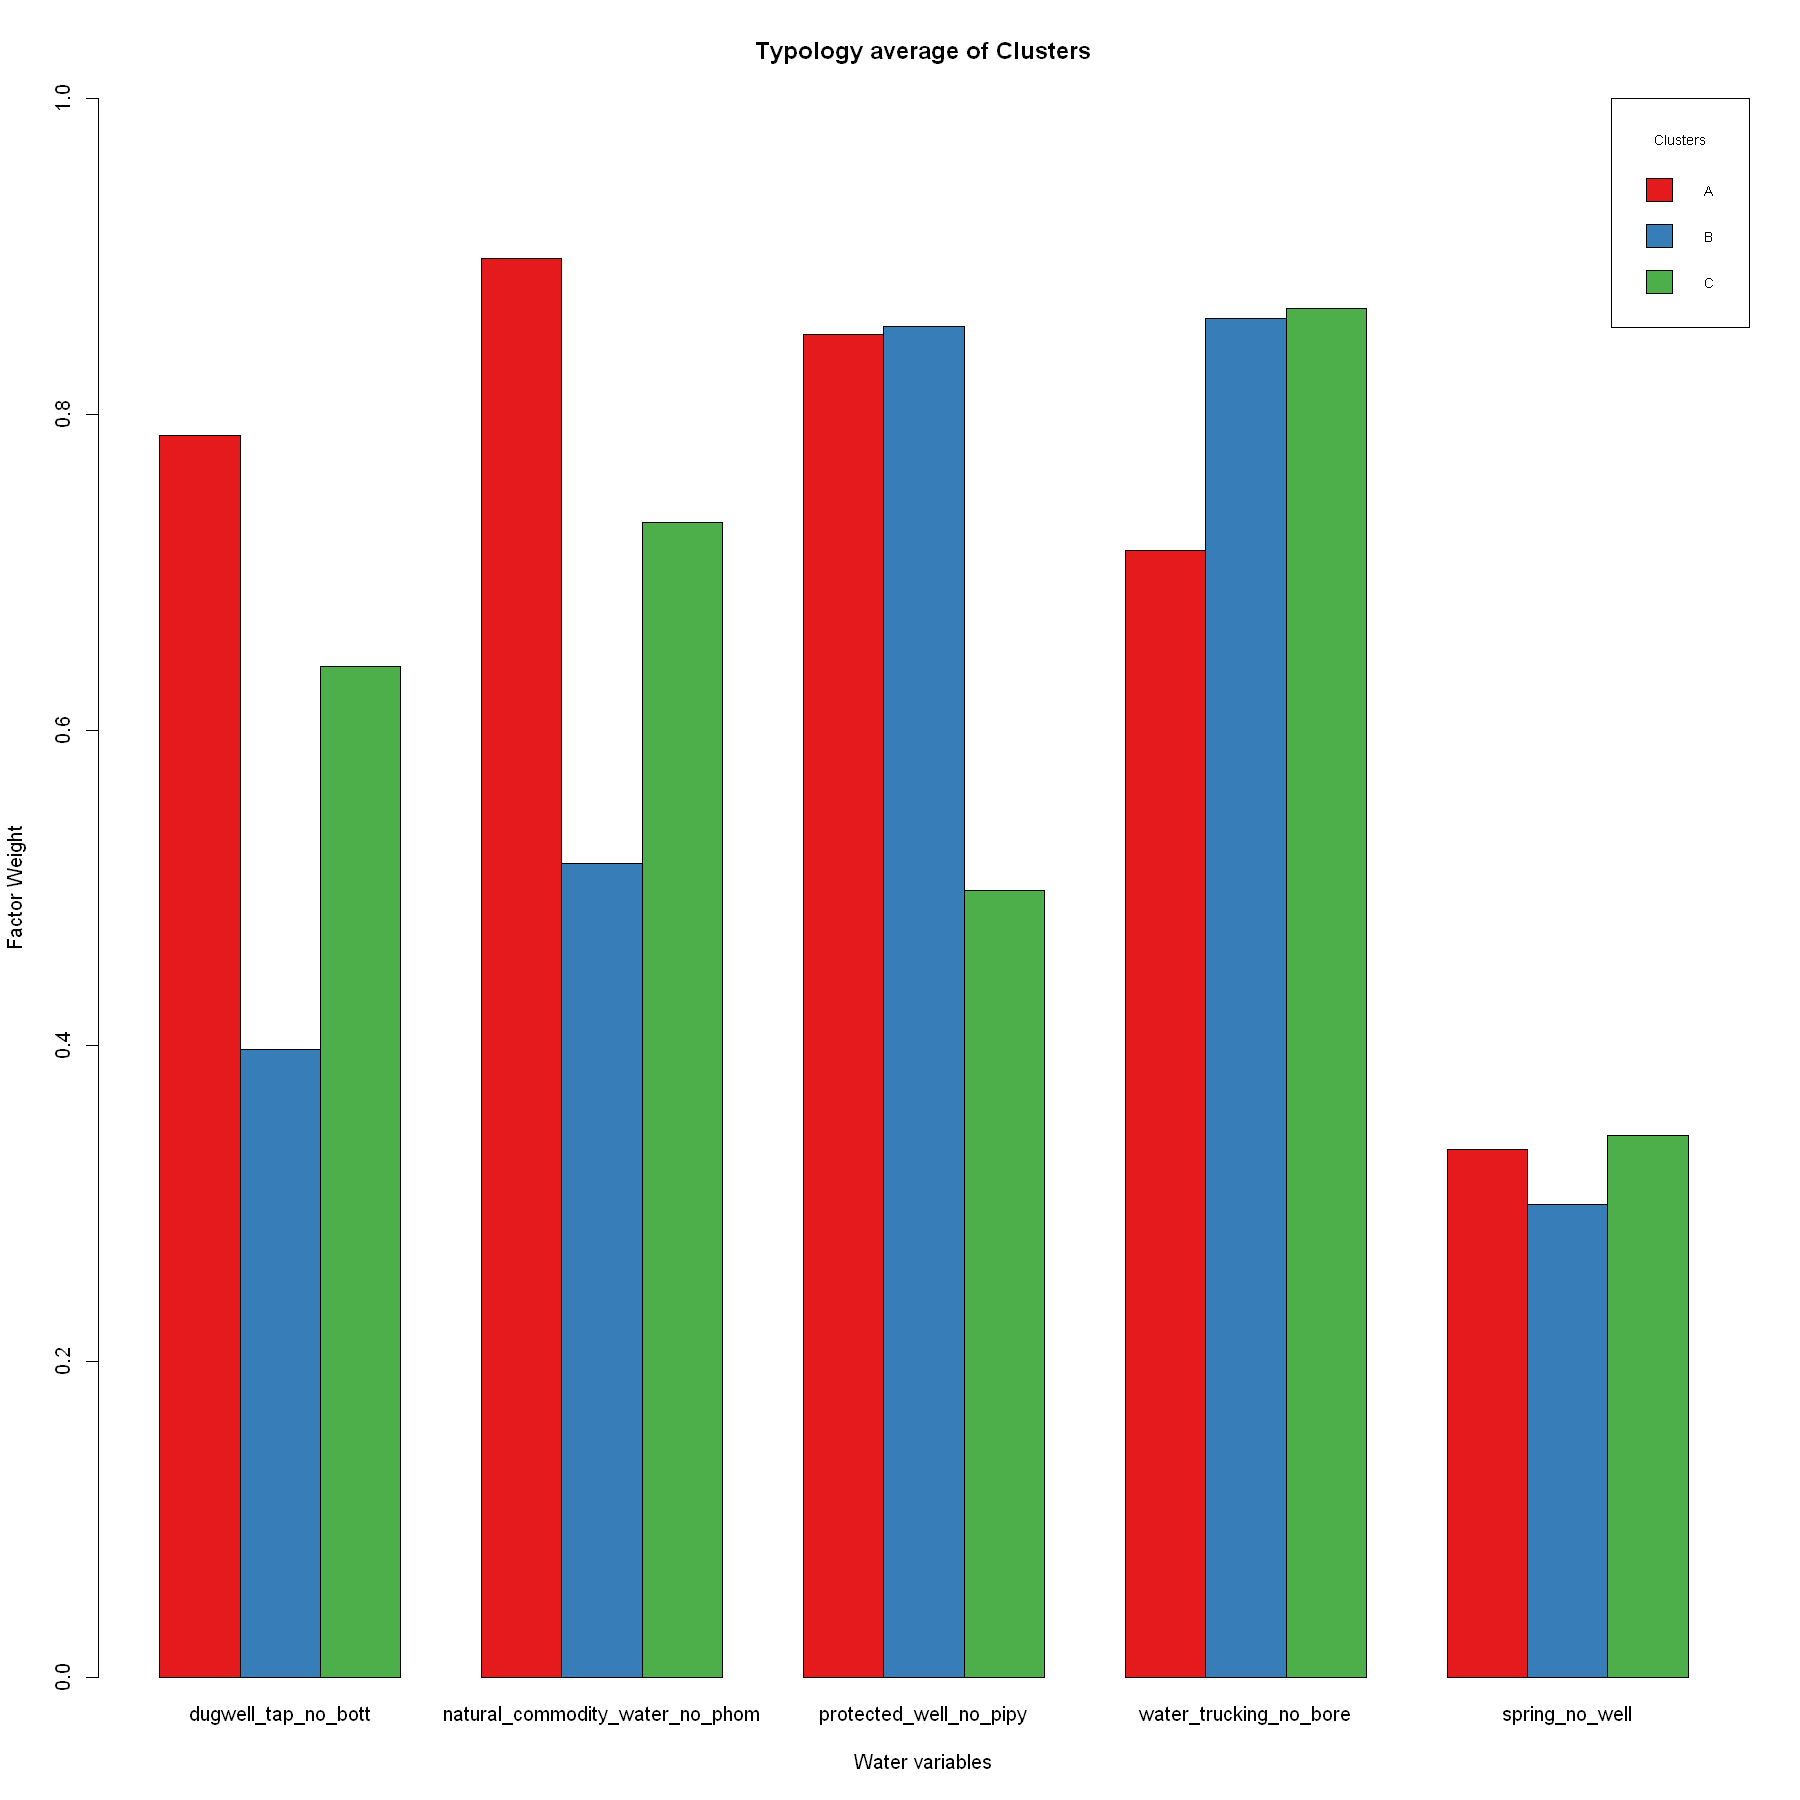 Typology average of Clusters
Clusters
A
B
C
1.0
0.8
0.6
0.4
0.2
0.0
Factor Weight
dugwell_tap_no_bott natural_commodity_water_no_phom protected_well_no_pipy water_trucking_no_bore spring_no_well
Water variables